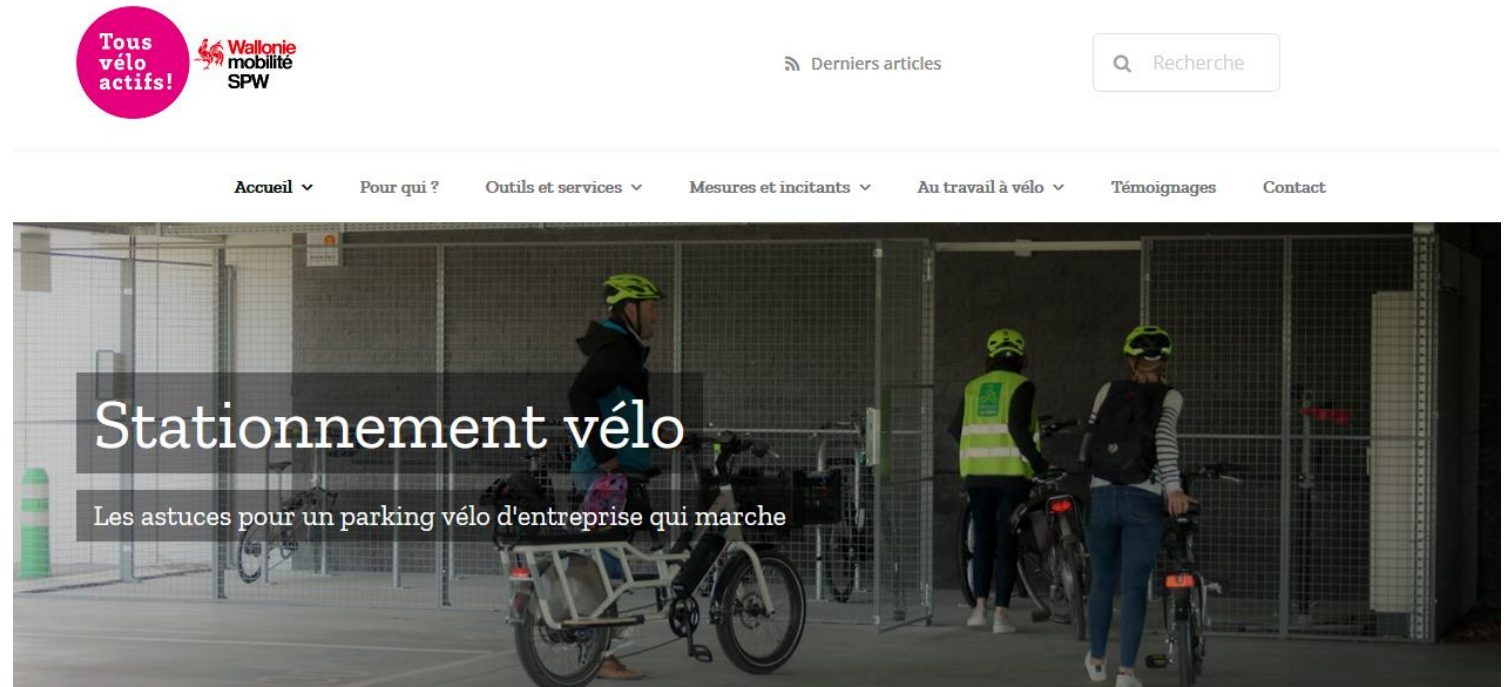 Tous
vélo
actifs!
Wallonie
mobilité
SPW
Derniers articles
Recherche
Accueil
Pour qui ?
Outils et services
Mesures et incitants
Au travail à vélo
Témoignages
Contact
Stationnement vélo
Les astuces pour un parking vélo d'entreprise qui marche